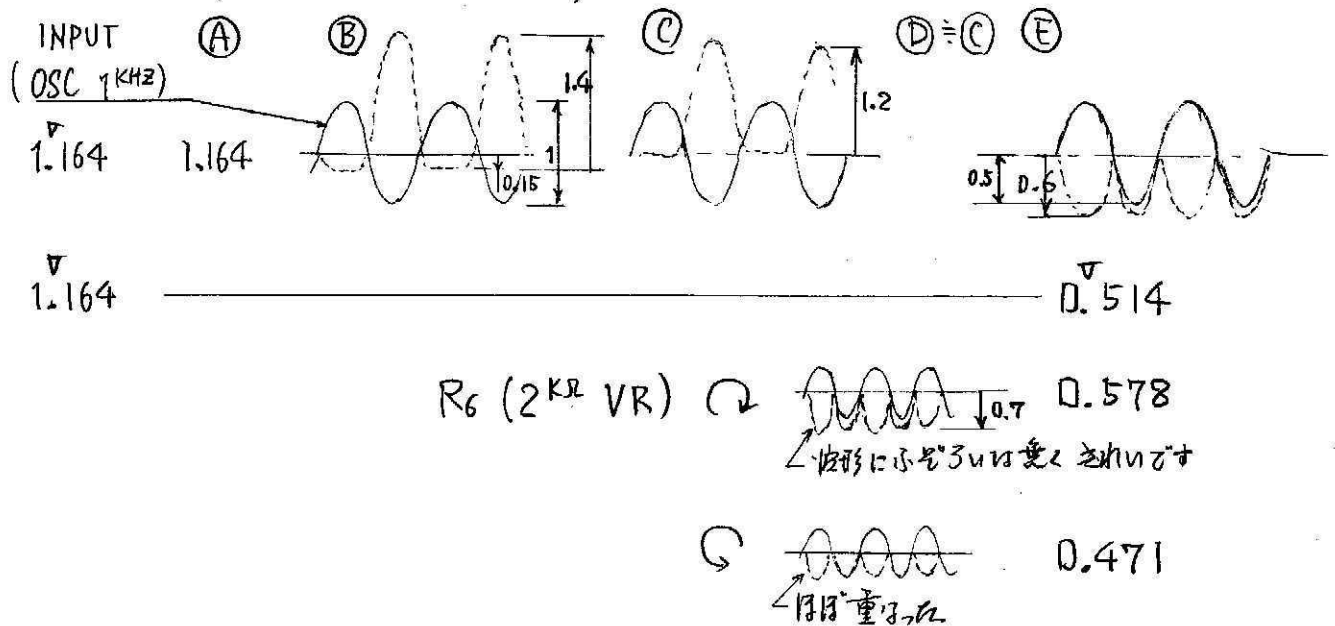 INPUT Ⓐ Ⓑ Ⓒ Ⓓ≒Ⓒ Ⓔ
(OSC 1KHZ)
1.4
1
0.15
1.2
0.5
0.6
1.164 1.164
V
1.164
V
0.514
V
R6 (2KΩ VR)
0.7
0.578
波形にふぞろいは無く きれいです
0.471
ほぼ重なった